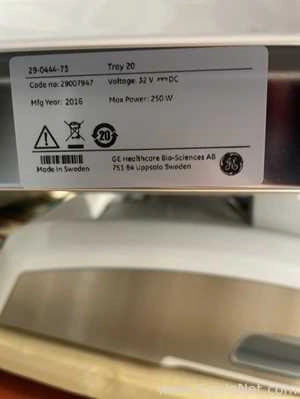 29-0444-73 Tray 20
Code no: 29007947 Voltage: 32 V ⎓ DC
Mfg Year: 2016 Max Power: 250 W
20
GE Healthcare Bio-Sciences AB
Made in Sweden 751 84 Uppsala Sweden